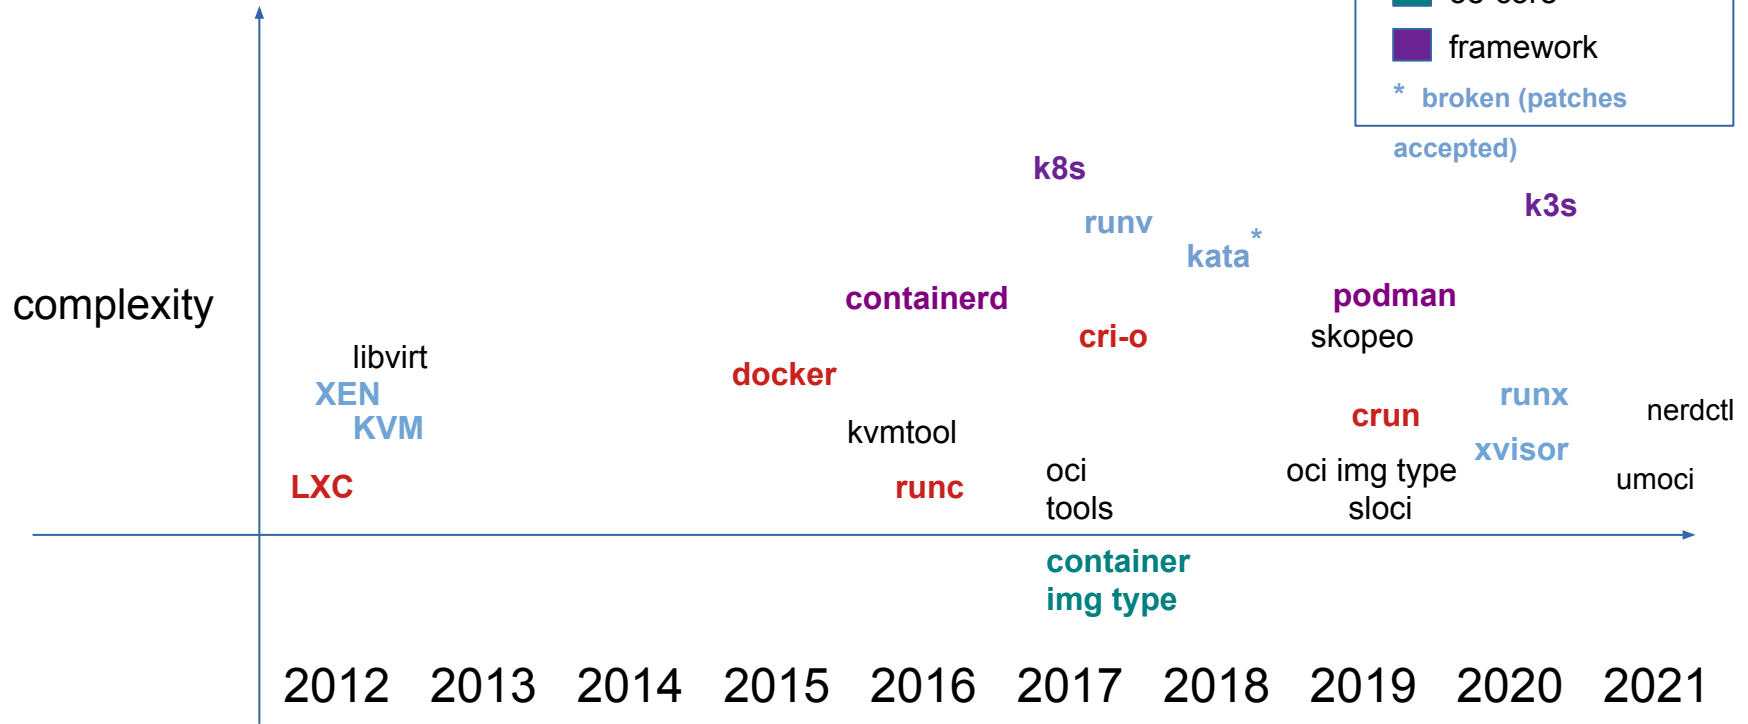 framework
* broken (patches
accepted)
k8s
runv
kata*
k3s
complexity
containerd
podman
cri-o
skopeo
libvirt
docker
XEN
KVM
runx
nerdctl
crun
kvmtool
xvisor
LXC
runc
oci
tools
oci img type
sloci
umoci
container
img type
2012 2013 2014 2015 2016 2017 2018 2019 2020 2021